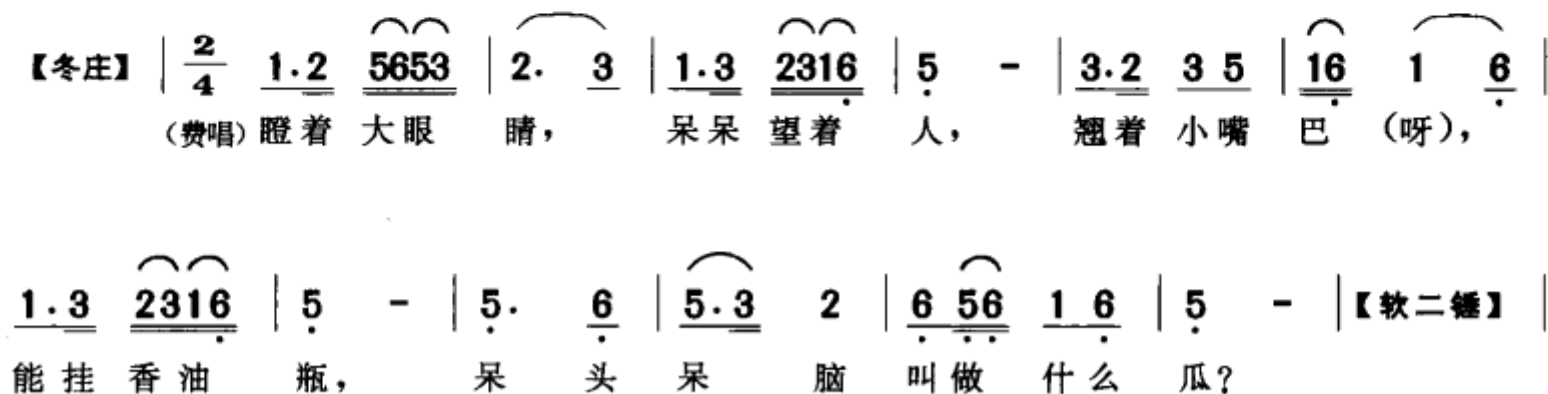 【冬庄】 | 2/4 1.2 5653 | 2. 3 | 1.3 2316 | 5 - | 3.2 3 5 | 16 1 6 |
(费唱) 瞪着 大眼 睛， 呆呆 望着 人， 翘着 小嘴 巴 (呀)，
1.3 2316 | 5 - | 5. 6 | 5.3 2 | 6 56 1 6 | 5 - |【软二锤】 |
能挂 香油 瓶， 呆 头 呆 脑 叫做 什么 瓜？